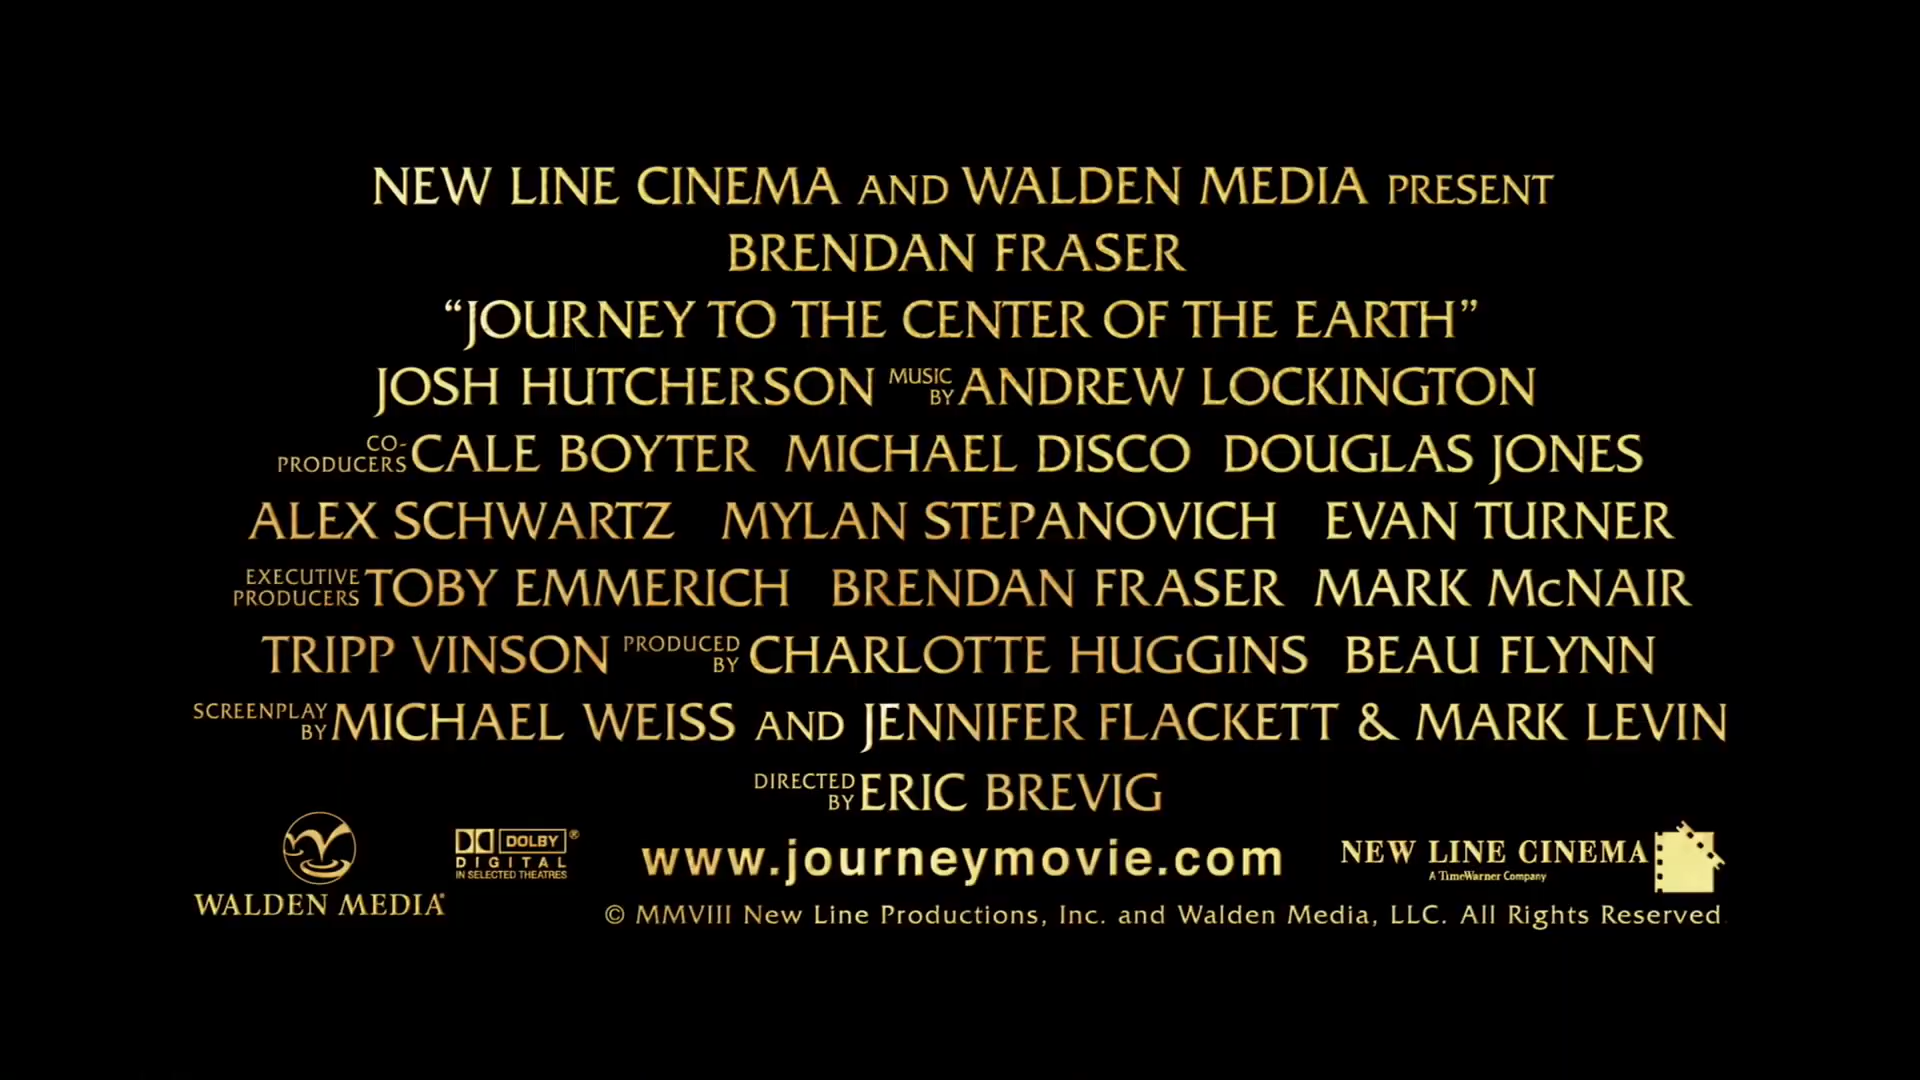 NEW LINE CINEMA AND WALDEN MEDIA PRESENT
BRENDAN FRASER
“JOURNEY TO THE CENTER OF THE EARTH”
JOSH HUTCHERSON MUSIC BY ANDREW LOCKINGTON
CO-PRODUCERS CALE BOYTER MICHAEL DISCO DOUGLAS JONES
ALEX SCHWARTZ MYLAN STEPANOVICH EVAN TURNER
EXECUTIVE PRODUCERS TOBY EMMERICH BRENDAN FRASER MARK McNAIR
TRIPP VINSON PRODUCED BY CHARLOTTE HUGGINS BEAU FLYNN
SCREENPLAY BY MICHAEL WEISS AND JENNIFER FLACKETT & MARK LEVIN
DIRECTED BY ERIC BREVIG
WALDEN MEDIA®
DOLBY®
DIGITAL
IN SELECTED THEATRES
www.journeymovie.com
NEW LINE CINEMA
A TimeWarner Company
© MMVIII New Line Productions, Inc. and Walden Media, LLC. All Rights Reserved.